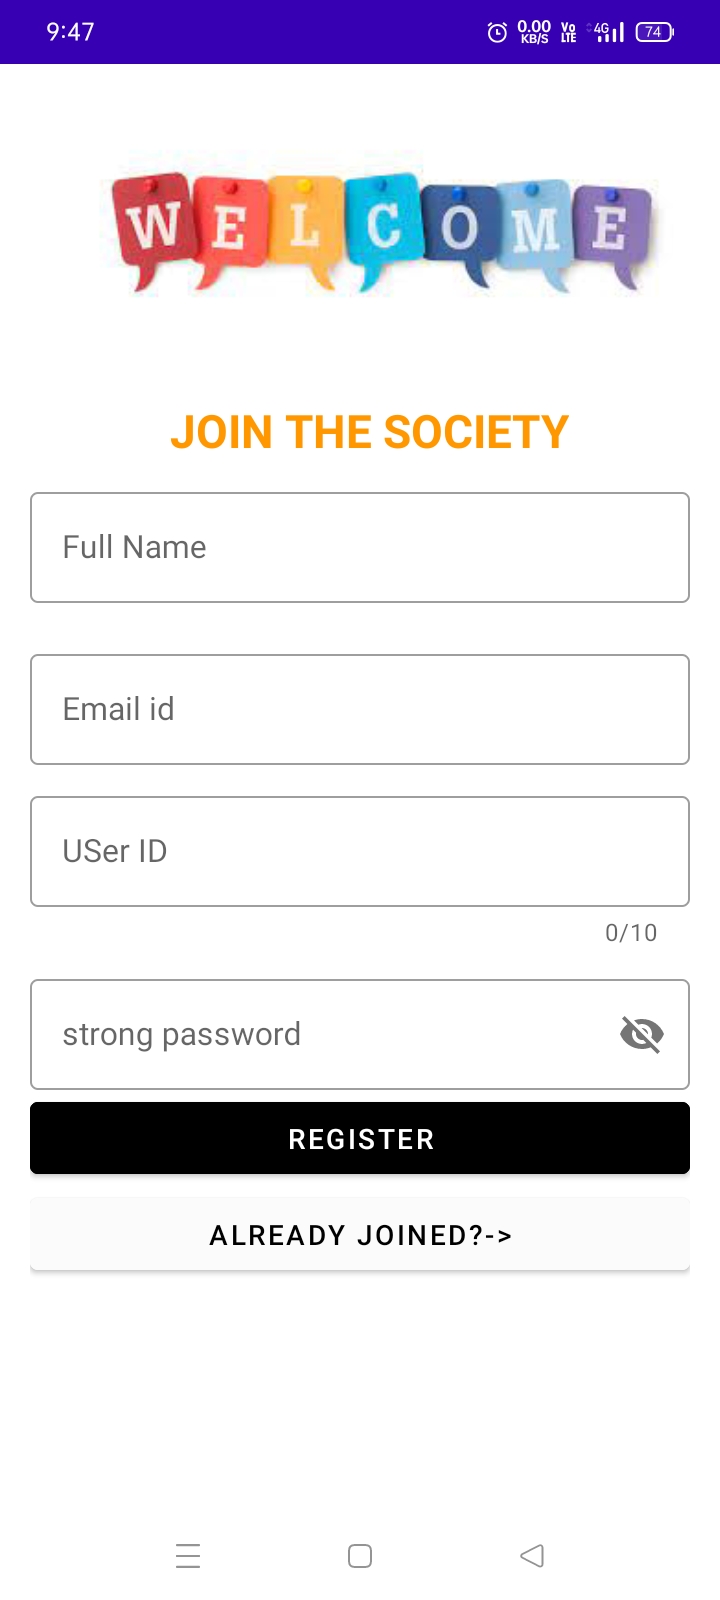 9:47 0.00 KB/S Vo LTE 4G 74
WELCOME
JOIN THE SOCIETY
Full Name
Email id
USer ID
0/10
strong password
REGISTER
ALREADY JOINED?->